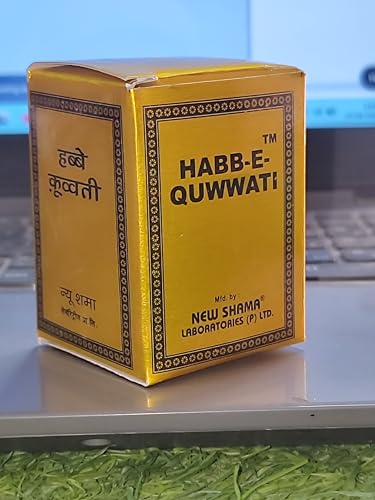 हब्बे
क़ूव्वती
न्यू शमा
लेबोरेट्रीज प्रा. लि.
HABB-E-
TM
QUWWATI
Mfd. by :
NEW SHAMA®
LABORATORIES (P) LTD.